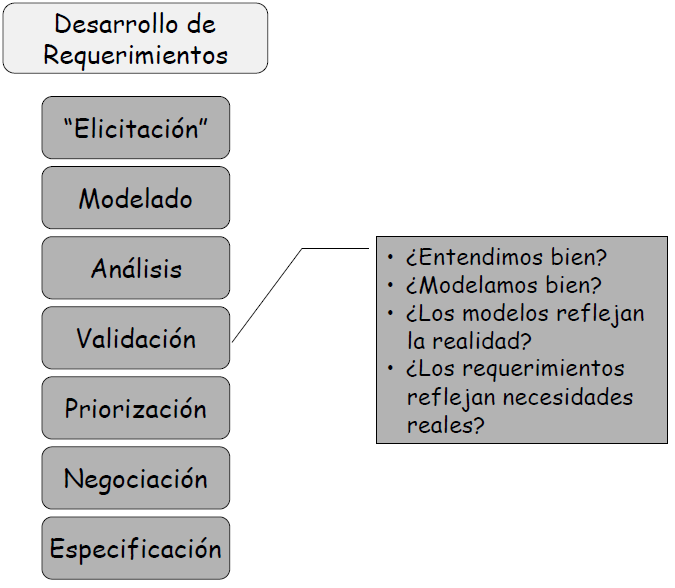 Desarrollo de
Requerimientos
“Elicitación”
Modelado
Análisis
Validación
Priorización
Negociación
Especificación
• ¿Entendimos bien?
• ¿Modelamos bien?
• ¿Los modelos reflejan
la realidad?
• ¿Los requerimientos
reflejan necesidades
reales?